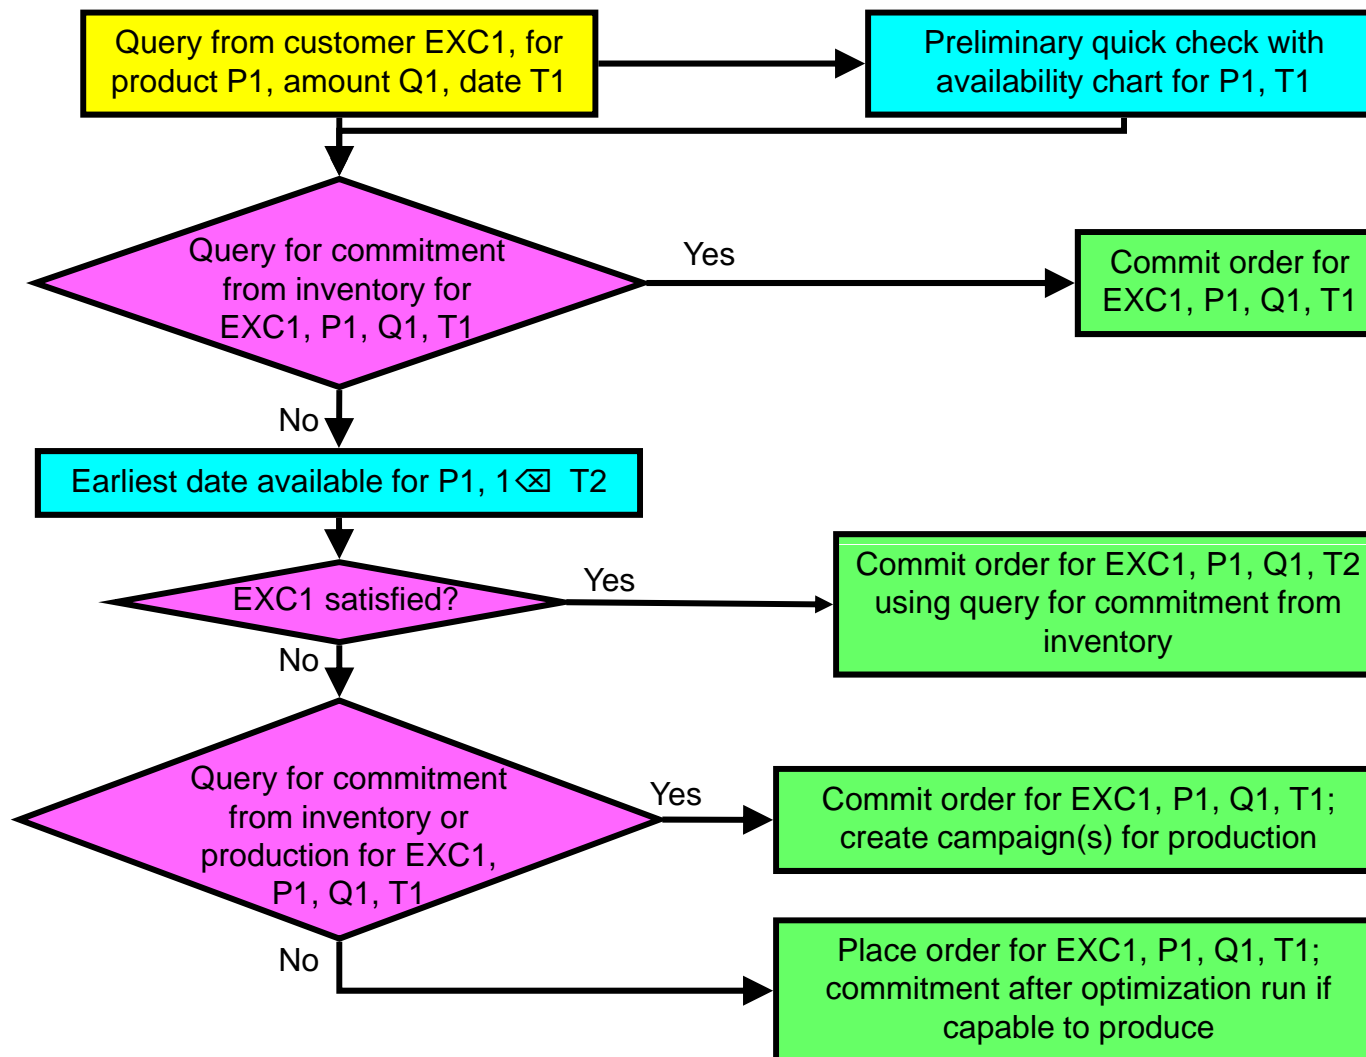 Query from customer EXC1, for
product P1, amount Q1, date T1
Preliminary quick check with
availability chart for P1, T1
Query for commitment
from inventory for
EXC1, P1, Q1, T1
Yes
Commit order for
EXC1, P1, Q1, T1
No
Earliest date available for P1, 1⌫ T2
EXC1 satisfied?
Yes
Commit order for EXC1, P1, Q1, T2
using query for commitment from
inventory
No
Query for commitment
from inventory or
production for EXC1,
P1, Q1, T1
Yes
Commit order for EXC1, P1, Q1, T1;
create campaign(s) for production
No
Place order for EXC1, P1, Q1, T1;
commitment after optimization run if
capable to produce